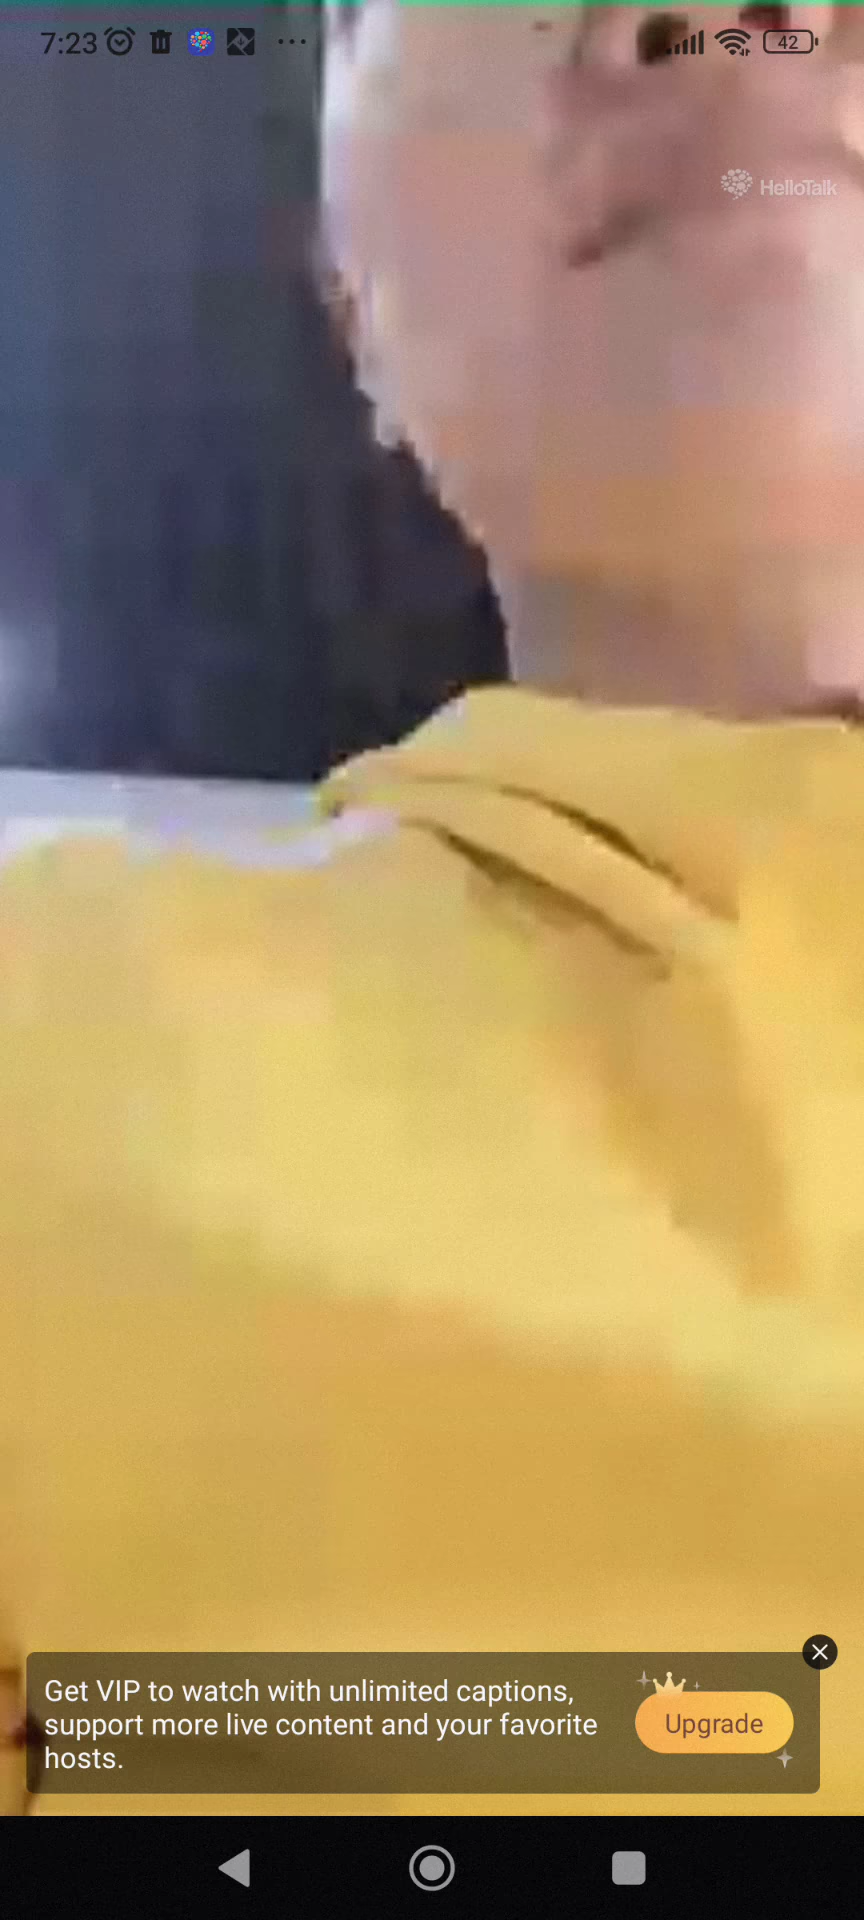 7:23
42
HelloTalk
Get VIP to watch with unlimited captions,
support more live content and your favorite
hosts.
Upgrade